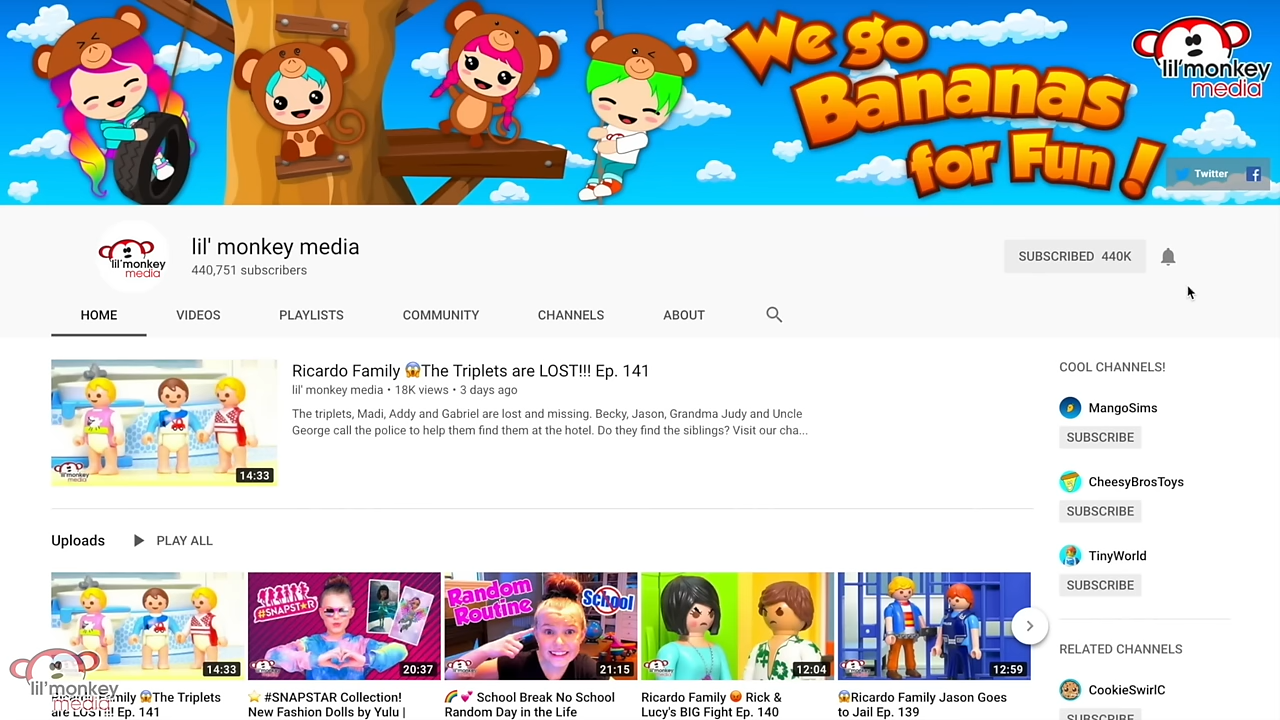 We go
Bananas
for Fun!
lil'monkey
media
Twitter
lil'monkey
media
lil' monkey media
440,751 subscribers
SUBSCRIBED 440K
HOME VIDEOS PLAYLISTS COMMUNITY CHANNELS ABOUT
Ricardo Family 😱The Triplets are LOST!!! Ep. 141
lil' monkey media • 18K views • 3 days ago
The triplets, Madi, Addy and Gabriel are lost and missing. Becky, Jason, Grandma Judy and Uncle
George call the police to help them find them at the hotel. Do they find the siblings? Visit our cha...
lil'monkey
media
14:33
COOL CHANNELS!
MangoSims
SUBSCRIBE
CheesyBrosToys
SUBSCRIBE
TinyWorld
SUBSCRIBE
RELATED CHANNELS
CookieSwirlC
SUBSCRIBE
Uploads PLAY ALL
14:33
#SNAPSTAR
20:37
Random
Routine
School
21:15
12:04
12:59
😱The Triplets
are LOST!!! Ep. 141
⭐ #SNAPSTAR Collection!
New Fashion Dolls by Yulu |
🌈💕 School Break No School
Random Day in the Life
Ricardo Family 😡 Rick &
Lucy's BIG Fight Ep. 140
😱Ricardo Family Jason Goes
to Jail Ep. 139
lil'monkey
media